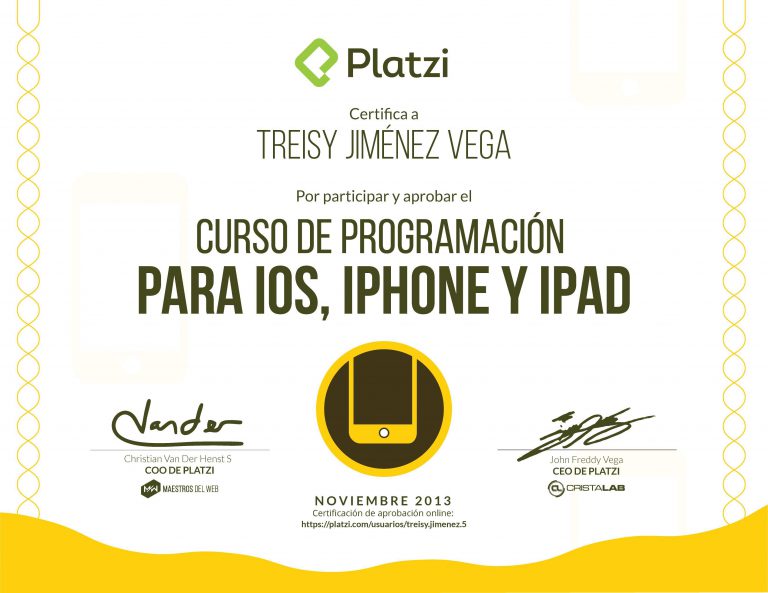 Platzi
Certifica a
TREISY JIMÉNEZ VEGA
Por participar y aprobar el
CURSO DE PROGRAMACIÓN
PARA IOS, IPHONE Y IPAD
Vander
Christian Van Der Henst S
COO DE PLATZI
MAESTROS DEL WEB
John Freddy Vega
CEO DE PLATZI
CRISTALAB
NOVIEMBRE 2013
Certificación de aprobación online:
https://platzi.com/usuarios/treisy.jimenez.5